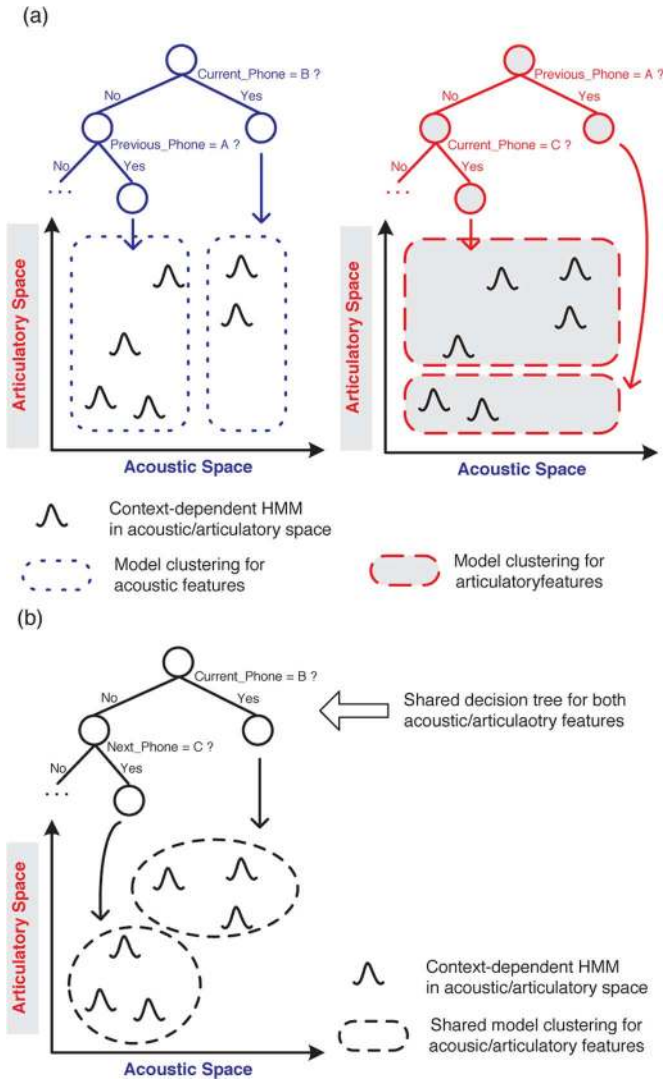 (a)
Current_Phone = B ?
No
Yes
Previous_Phone = A ?
No
Yes
...
Articulatory Space
Acoustic Space
Previous_Phone = A ?
No
Yes
Current_Phone = C ?
No
Yes
...
Articulatory Space
Acoustic Space
Context-dependent HMM
in acoustic/articulatory space
Model clustering for
acoustic features
Model clustering for
articulatoryfeatures
(b)
Current_Phone = B ?
No
Yes
Next_Phone = C ?
No
Yes
...
Shared decision tree for both
acoustic/articulaotry features
Articulatory Space
Acoustic Space
Context-dependent HMM
in acoustic/articulatory space
Shared model clustering for
acousic/articulatory features